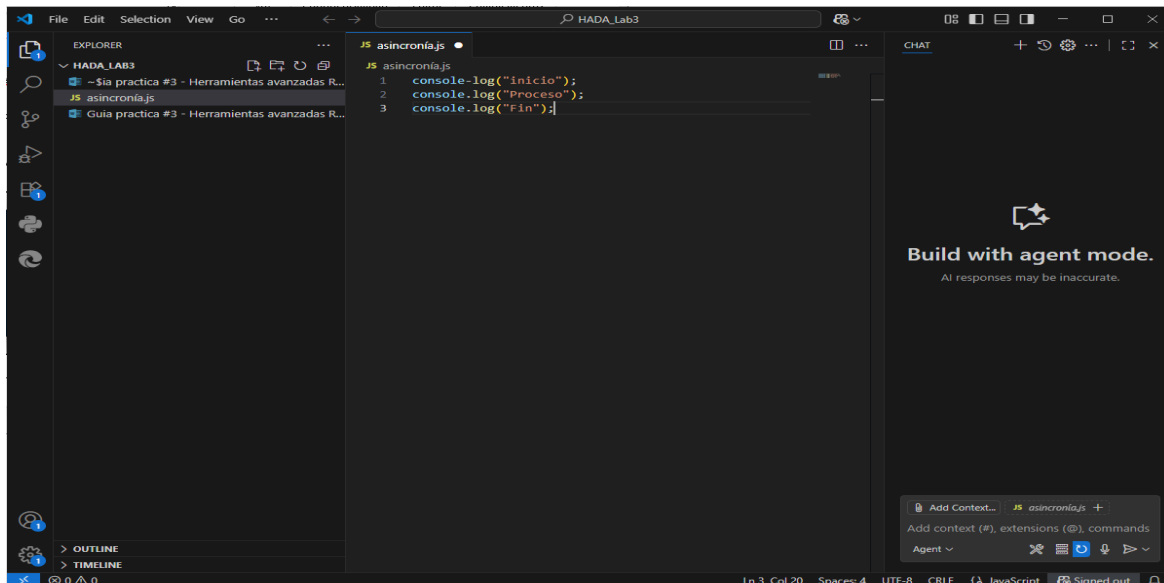 File Edit Selection View Go ... HADA_Lab3
EXPLORER
HADA_LAB3
~$ia practica #3 - Herramientas avanzadas R...
JS asincronía.js
Guia practica #3 - Herramientas avanzadas R...
OUTLINE
TIMELINE
JS asincronía.js
JS asincronía.js
1 console-log("inicio");
2 console.log("Proceso");
3 console.log("Fin");
CHAT
Build with agent mode.
AI responses may be inaccurate.
Add Context... JS asincronía.js
Add context (#), extensions (@), commands
Agent
0 0 Ln 3, Col 20 Spaces: 4 UTF-8 CRLF JavaScript Signed out